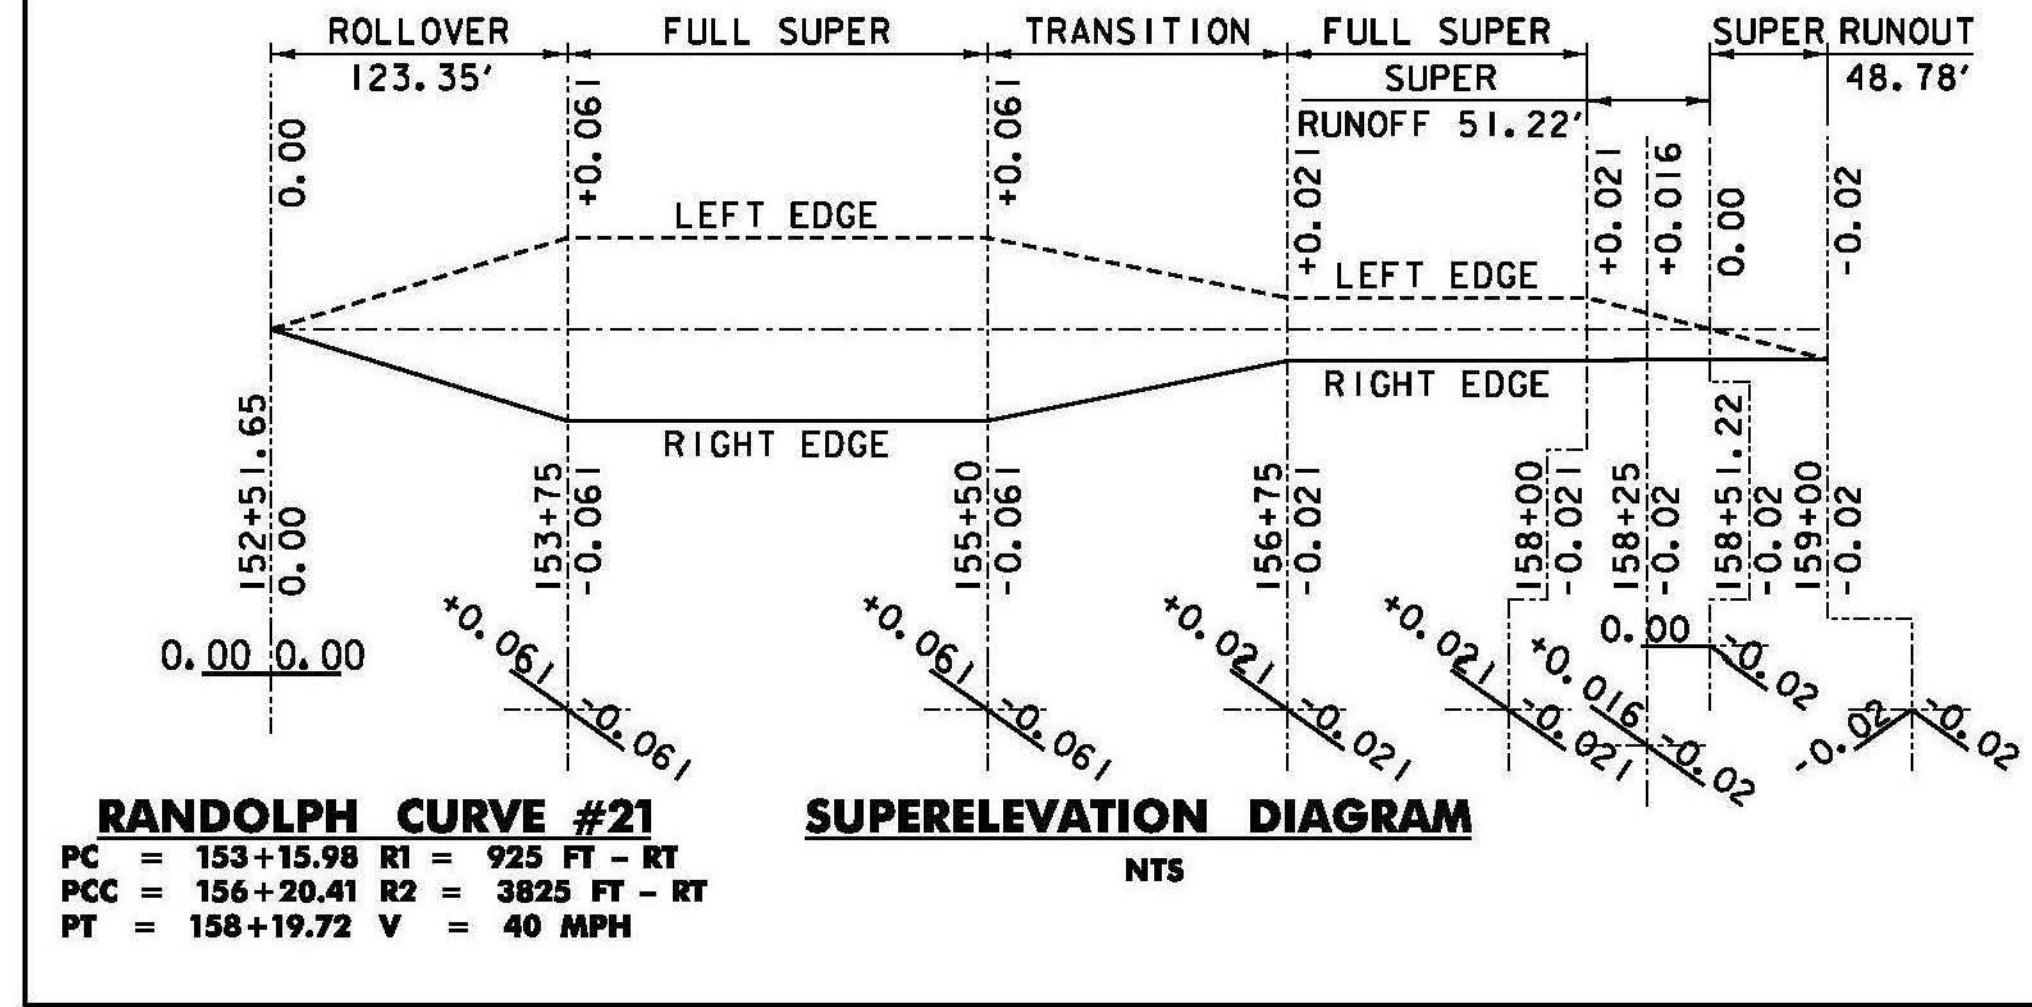 ROLLOVER
123.35'
FULL SUPER
TRANSITION
FULL SUPER
SUPER RUNOUT
48.78'
SUPER
RUNOFF 51.22'
0.00
+0.061
+0.061
+0.021
+0.021
+0.016
0.00
-0.02
LEFT EDGE
LEFT EDGE
RIGHT EDGE
RIGHT EDGE
152+51.65
0.00
153+75
-0.061
155+50
-0.061
156+75
-0.021
158+00
-0.021
158+25
-0.02
158+51.22
-0.02
159+00
-0.02
0.00 0.00
+0.061 -0.061
+0.061 -0.061
+0.021 -0.021
+0.021 -0.021
+0.016 -0.02
0.00 -0.02
-0.02 -0.02
RANDOLPH CURVE #21
PC = 153+15.98 R1 = 925 FT - RT
PCC = 156+20.41 R2 = 3825 FT - RT
PT = 158+19.72 V = 40 MPH
SUPERELEVATION DIAGRAM
NTS